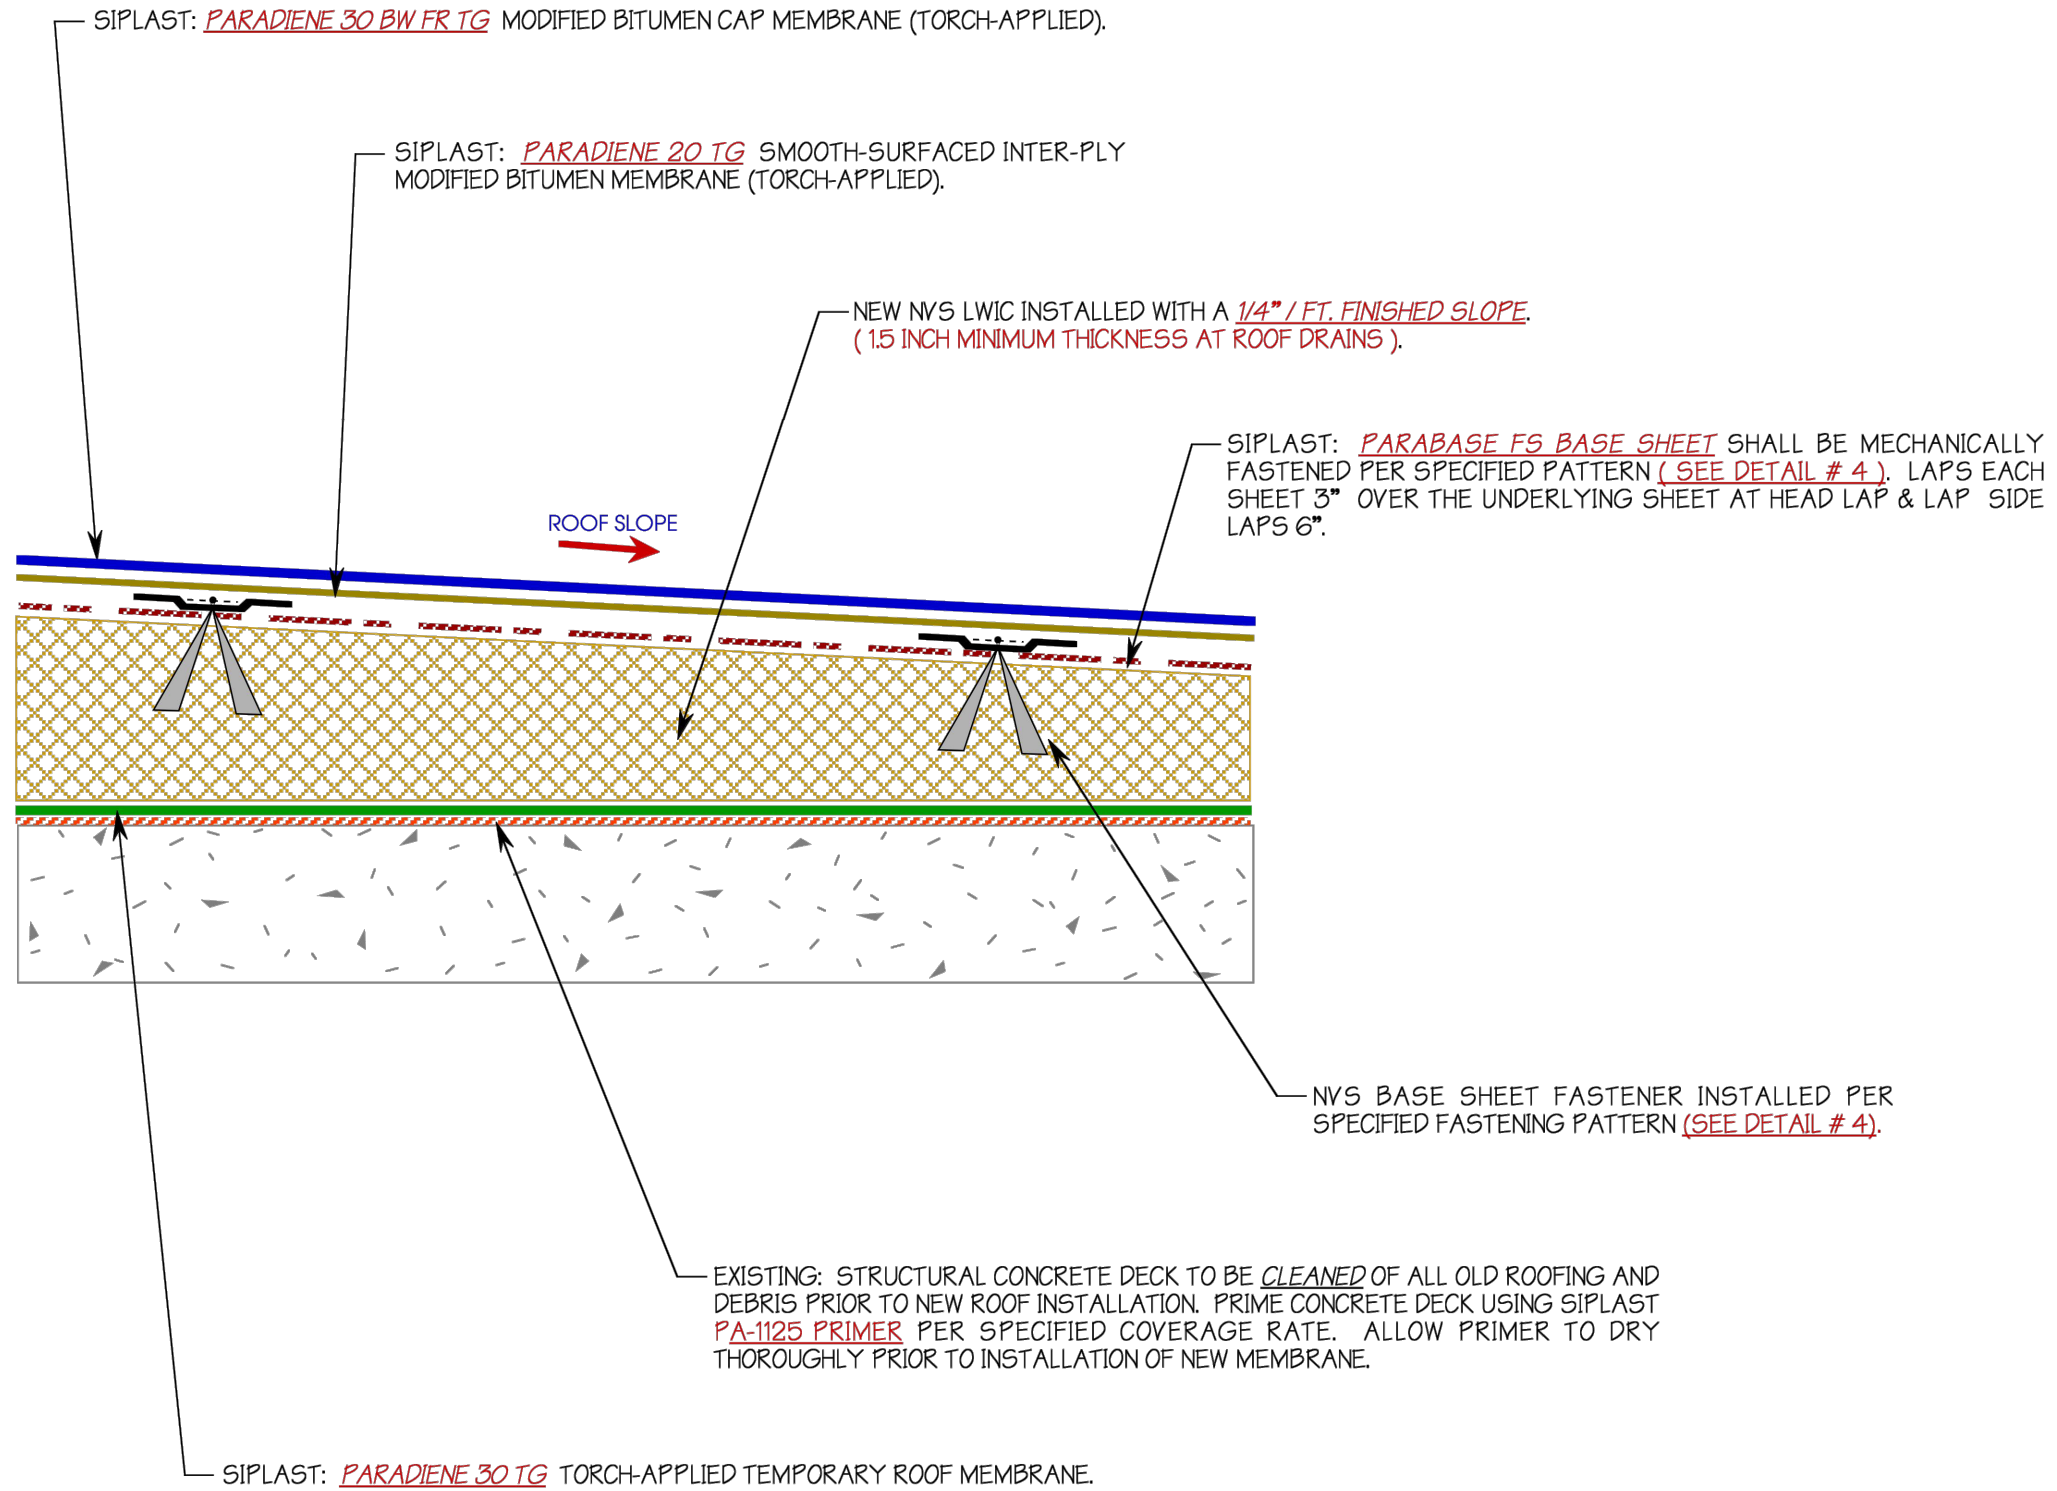 SIPLAST: PARADIENE 30 BW FR TG MODIFIED BITUMEN CAP MEMBRANE (TORCH-APPLIED).
SIPLAST: PARADIENE 20 TG SMOOTH-SURFACED INTER-PLY
MODIFIED BITUMEN MEMBRANE (TORCH-APPLIED).
NEW NVS LWIC INSTALLED WITH A 1/4" / FT. FINISHED SLOPE.
( 1.5 INCH MINIMUM THICKNESS AT ROOF DRAINS ).
SIPLAST: PARABASE FS BASE SHEET SHALL BE MECHANICALLY
FASTENED PER SPECIFIED PATTERN ( SEE DETAIL # 4 ). LAPS EACH
SHEET 3" OVER THE UNDERLYING SHEET AT HEAD LAP & LAP SIDE
LAPS 6".
ROOF SLOPE
NVS BASE SHEET FASTENER INSTALLED PER
SPECIFIED FASTENING PATTERN (SEE DETAIL # 4).
EXISTING: STRUCTURAL CONCRETE DECK TO BE CLEANED OF ALL OLD ROOFING AND
DEBRIS PRIOR TO NEW ROOF INSTALLATION. PRIME CONCRETE DECK USING SIPLAST
PA-1125 PRIMER PER SPECIFIED COVERAGE RATE. ALLOW PRIMER TO DRY
THOROUGHLY PRIOR TO INSTALLATION OF NEW MEMBRANE.
SIPLAST: PARADIENE 30 TG TORCH-APPLIED TEMPORARY ROOF MEMBRANE.